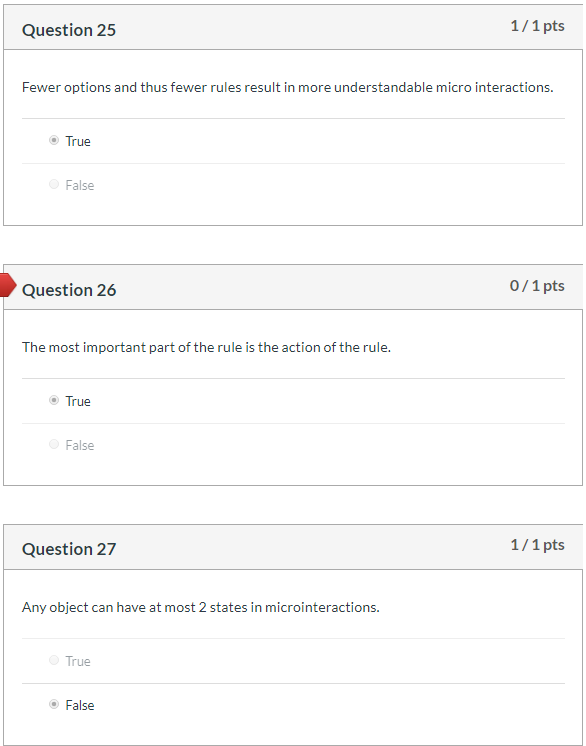 Question 25
1 / 1 pts
Fewer options and thus fewer rules result in more understandable micro interactions.
True
False
Question 26
0 / 1 pts
The most important part of the rule is the action of the rule.
True
False
Question 27
1 / 1 pts
Any object can have at most 2 states in microinteractions.
True
False